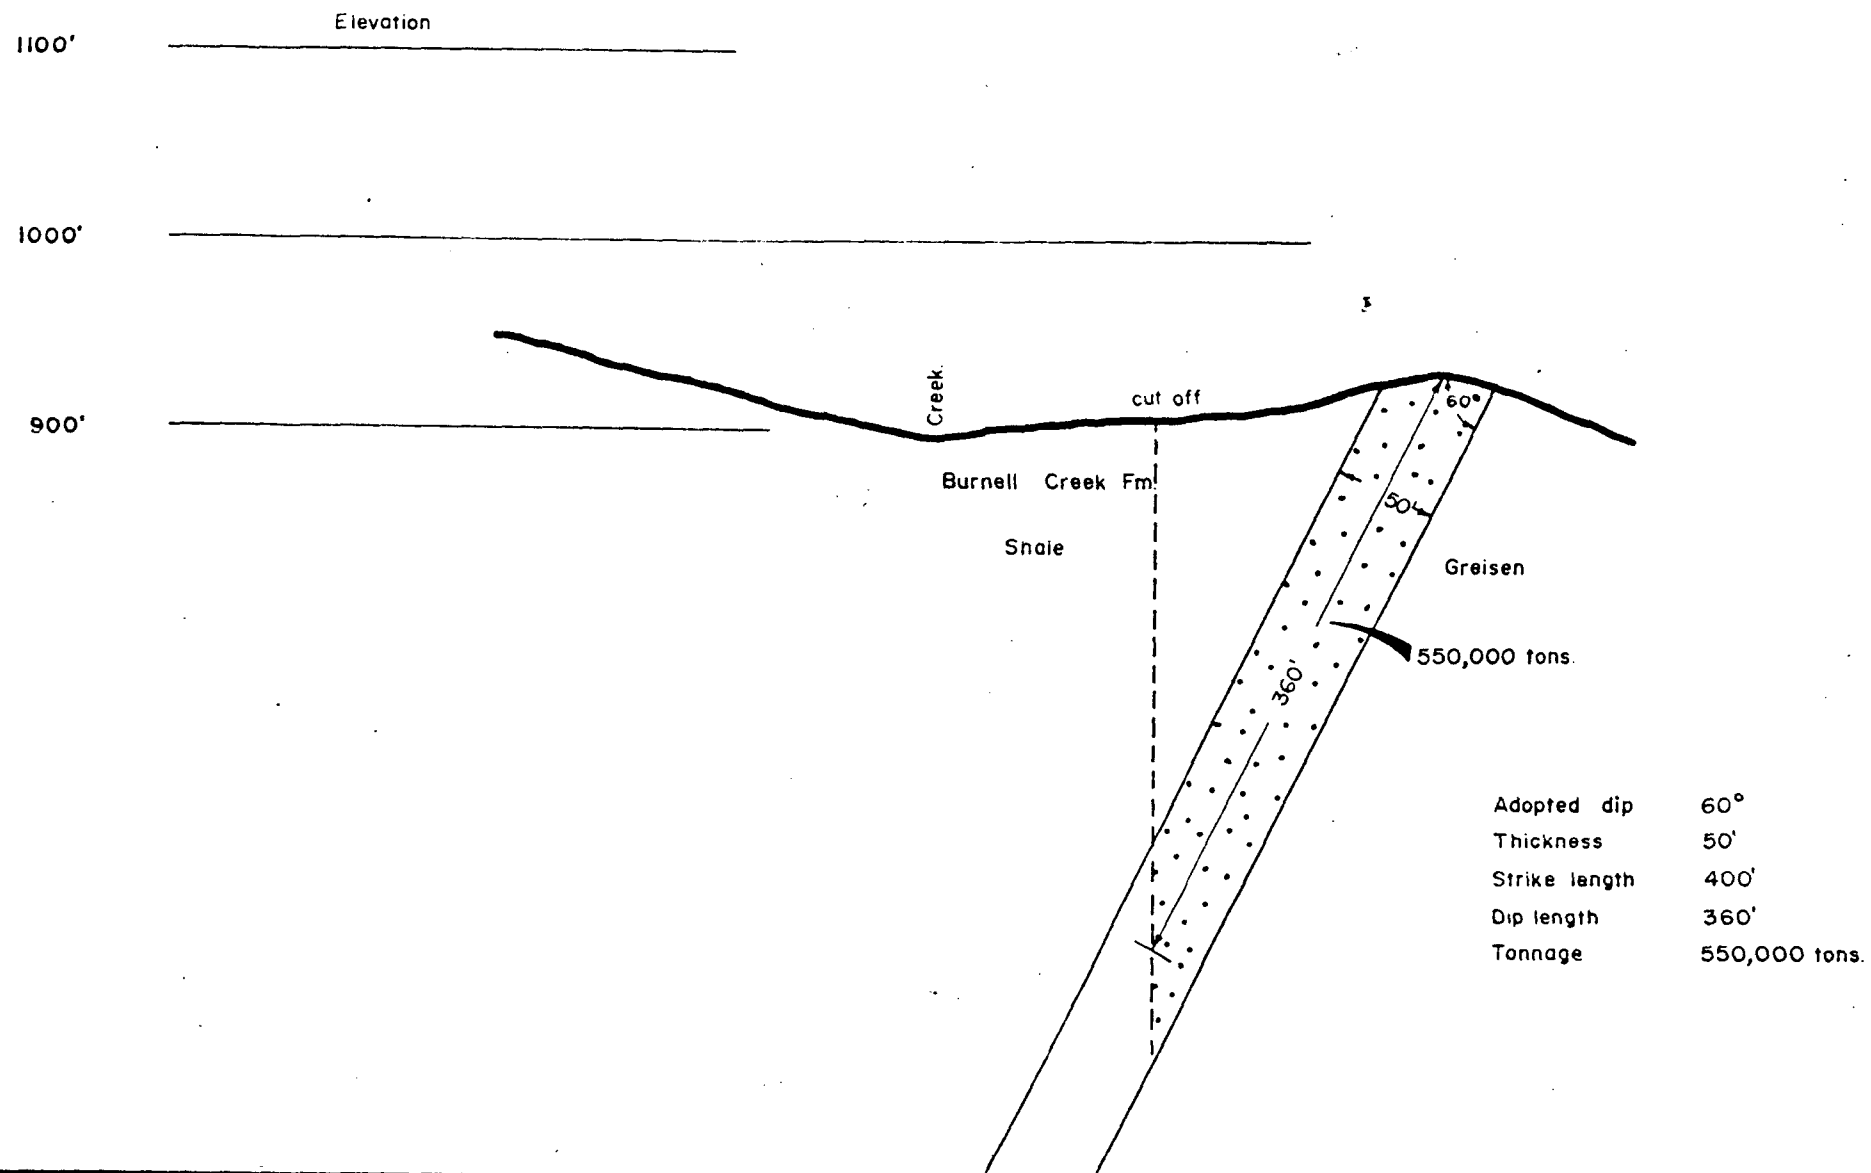 Elevation
1100'
1000'
900'
Creek.
cut off
60°
Burnell Creek Fm.
50'
Shale
Greisen
360'
550,000 tons.
Adopted dip 60°
Thickness 50'
Strike length 400'
Dip length 360'
Tonnage 550,000 tons.